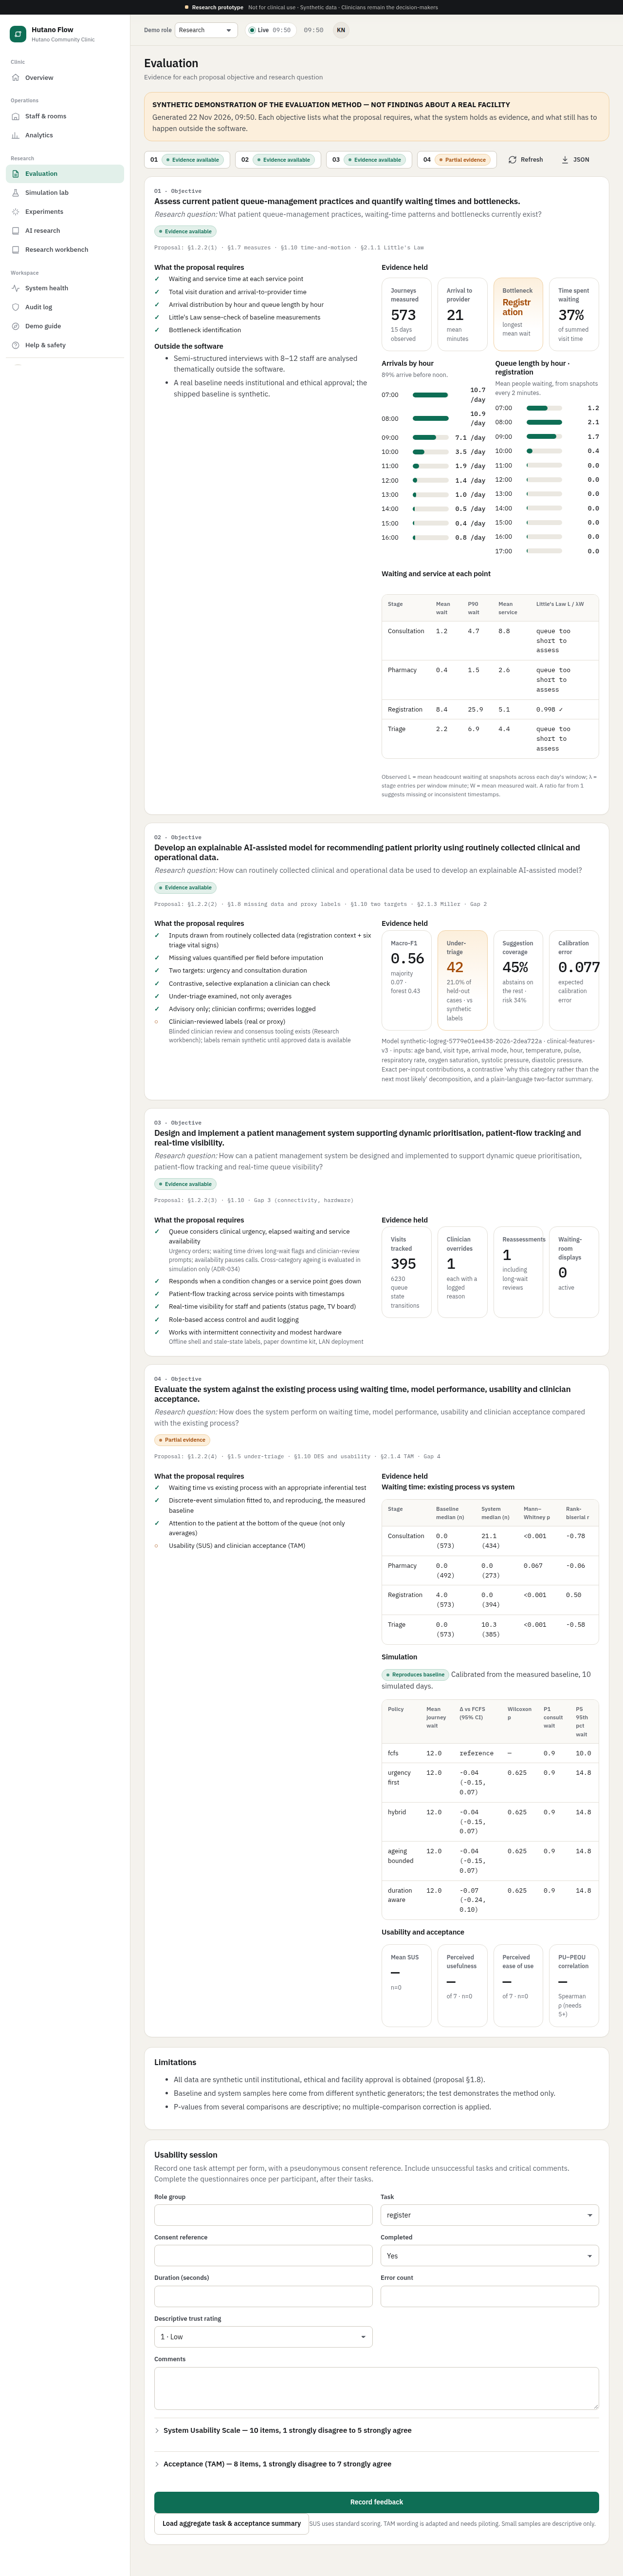 Research prototype Not for clinical use · Synthetic data · Clinicians remain the decision-makers
Hutano Flow
Hutano Community Clinic
Clinic
Overview
Operations
Staff & rooms
Analytics
Research
Evaluation
Simulation lab
Experiments
AI research
Research workbench
Workspace
System health
Audit log
Demo guide
Help & safety
Demo role Research Live 09:50 09:50 KN
Evaluation
Evidence for each proposal objective and research question
SYNTHETIC DEMONSTRATION OF THE EVALUATION METHOD — NOT FINDINGS ABOUT A REAL FACILITY
Generated 22 July 2026, 09:50. Each objective lists what the proposal requires, what the system holds as evidence, and what still has to
happen outside the software.
01 Evidence available 02 Evidence available 03 Evidence available 04 Partial evidence Refresh JSON
01 · Objective
Assess current patient queue-management practices and quantify waiting times and bottlenecks.
Research question: What patient queue-management practices, waiting-time patterns and bottlenecks currently exist?
Evidence available
Proposal: §1.2.2(1) · §1.7 measures · §1.10 time-and-motion · §2.1.1 Little's Law
What the proposal requires
✓ Waiting and service time at each service point
✓ Total visit duration and arrival-to-provider time
✓ Arrival distribution by hour and queue length by hour
✓ Little's Law sense-check of baseline measurements
✓ Bottleneck identification
Outside the software
• Semi-structured interviews with 8–12 staff are analysed
thematically outside the software.
• A real baseline needs institutional and ethical approval; the
shipped baseline is synthetic.
Evidence held
Journeys
measured
573
15 days
observed
Arrival to
provider
21
mean
minutes
Bottleneck
Registr
ation
longest
mean wait
Time spent
waiting
37%
of summed
visit time
Arrivals by hour
89% arrive before noon.
07:00 10.7
/day
08:00 10.9
/day
09:00 7.1 /day
10:00 3.5 /day
11:00 1.9 /day
12:00 1.4 /day
13:00 1.0 /day
14:00 0.5 /day
15:00 0.4 /day
16:00 0.8 /day
Queue length by hour ·
registration
Mean people waiting, from snapshots
every 2 minutes.
07:00 1.2
08:00 2.1
09:00 1.7
10:00 0.4
11:00 0.0
12:00 0.0
13:00 0.0
14:00 0.0
15:00 0.0
16:00 0.0
17:00 0.0
Waiting and service at each point
Stage Mean wait P90 wait Mean service Little's Law L / λW
Consultation 1.2 4.7 8.8 queue too short to assess
Pharmacy 0.4 1.5 2.6 queue too short to assess
Registration 8.4 25.9 5.1 0.998 ✓
Triage 2.2 6.9 4.4 queue too short to assess
Observed L = mean headcount waiting at snapshots across each day's window; λ =
stage entries per window minute; W = mean measured wait. A ratio far from 1
suggests missing or inconsistent timestamps.
02 · Objective
Develop an explainable AI-assisted model for recommending patient priority using routinely collected clinical and
operational data.
Research question: How can routinely collected clinical and operational data be used to develop an explainable AI-assisted model?
Evidence available
Proposal: §1.2.2(2) · §1.8 missing data and proxy labels · §1.10 two targets · §2.1.3 Miller · Gap 2
What the proposal requires
✓ Inputs drawn from routinely collected data (registration context + six
triage vital signs)
✓ Missing values quantified per field before imputation
✓ Two targets: urgency and consultation duration
✓ Contrastive, selective explanation a clinician can check
✓ Under-triage examined, not only averages
✓ Advisory only; clinician confirms; overrides logged
○ Clinician-reviewed labels (real or proxy)
Blinded clinician review and consensus tooling exists (Research
workbench); labels remain synthetic until approved data is available
Evidence held
Macro-F1
0.56
majority
0.07 ·
forest 0.43
Under-
triage
42
21.0% of
held-out
cases · vs
synthetic
labels
Suggestion
coverage
45%
abstains on
the rest ·
risk 34%
Calibration
error
0.077
expected
calibration
error
Model synthetic-logreg-5779e01ee438-2026-2dea722a · clinical-features-
v3 · inputs: age band, visit type, arrival mode, hour, temperature, pulse,
respiratory rate, oxygen saturation, systolic pressure, diastolic pressure.
Exact per-input contributions, a contrastive 'why this category rather than the
next most likely' decomposition, and a plain-language two-factor summary.
03 · Objective
Design and implement a patient management system supporting dynamic prioritisation, patient-flow tracking and
real-time visibility.
Research question: How can a patient management system be designed and implemented to support dynamic queue prioritisation,
patient-flow tracking and real-time queue visibility?
Evidence available
Proposal: §1.2.2(3) · §1.10 · Gap 3 (connectivity, hardware)
What the proposal requires
✓ Queue considers clinical urgency, elapsed waiting and service
availability
Urgency orders; waiting time drives long-wait flags and clinician-review
prompts; availability pauses calls. Cross-category ageing is evaluated in
simulation only (ADR-034)
✓ Responds when a condition changes or a service point goes down
✓ Patient-flow tracking across service points with timestamps
✓ Real-time visibility for staff and patients (status page, TV board)
✓ Role-based access control and audit logging
✓ Works with intermittent connectivity and modest hardware
Offline shell and stale-state labels, paper downtime kit, LAN deployment
Evidence held
Visits
tracked
395
6230
queue
state
transitions
Clinician
overrides
1
each with a
logged
reason
Reassessments
1
including
long-wait
reviews
Waiting-
room
displays
0
active
04 · Objective
Evaluate the system against the existing process using waiting time, model performance, usability and clinician
acceptance.
Research question: How does the system perform on waiting time, model performance, usability and clinician acceptance compared
with the existing process?
Partial evidence
Proposal: §1.2.2(4) · §1.5 under-triage · §1.10 DES and usability · §2.1.4 TAM · Gap 4
What the proposal requires
✓ Waiting time vs existing process with an appropriate inferential test
✓ Discrete-event simulation fitted to, and reproducing, the measured
baseline
✓ Attention to the patient at the bottom of the queue (not only
averages)
○ Usability (SUS) and clinician acceptance (TAM)
Evidence held
Waiting time: existing process vs system
Stage Baseline median (n) System median (n) Mann–Whitney p Rank-biserial r
Consultation 0.0 (573) 21.1 (434) <0.001 -0.78
Pharmacy 0.0 (492) 0.0 (273) 0.067 -0.06
Registration 4.0 (573) 0.0 (394) <0.001 0.50
Triage 0.0 (573) 10.3 (385) <0.001 -0.58
Simulation
Reproduces baseline Calibrated from the measured baseline, 10
simulated days.
Policy Mean journey wait Δ vs FCFS (95% CI) Wilcoxon p P1 consult wait P5 95th pct wait
fcfs 12.0 reference — 0.9 10.0
urgency first 12.0 -0.04 (-0.15, 0.07) 0.625 0.9 14.8
hybrid 12.0 -0.04 (-0.15, 0.07) 0.625 0.9 14.8
ageing bounded 12.0 -0.04 (-0.15, 0.07) 0.625 0.9 14.8
duration aware 12.0 -0.07 (-0.24, 0.10) 0.625 0.9 14.8
Usability and acceptance
Mean SUS
—
n=0
Perceived
usefulness
—
of 7 · n=0
Perceived
ease of use
—
of 7 · n=0
PU–PEOU
correlation
—
Spearman
ρ (needs
5+)
Limitations
• All data are synthetic until institutional, ethical and facility approval is obtained (proposal §1.8).
• Baseline and system samples here come from different synthetic generators; the test demonstrates the method only.
• P-values from several comparisons are descriptive; no multiple-comparison correction is applied.
Usability session
Record one task attempt per form, with a pseudonymous consent reference. Include unsuccessful tasks and critical comments.
Complete the questionnaires once per participant, after their tasks.
Role group
Task
register
Consent reference
Completed
Yes
Duration (seconds)
Error count
Descriptive trust rating
1 · Low
Comments
System Usability Scale — 10 items, 1 strongly disagree to 5 strongly agree
Acceptance (TAM) — 8 items, 1 strongly disagree to 7 strongly agree
Record feedback
Load aggregate task & acceptance summary SUS uses standard scoring. TAM wording is adapted and needs piloting. Small samples are descriptive only.